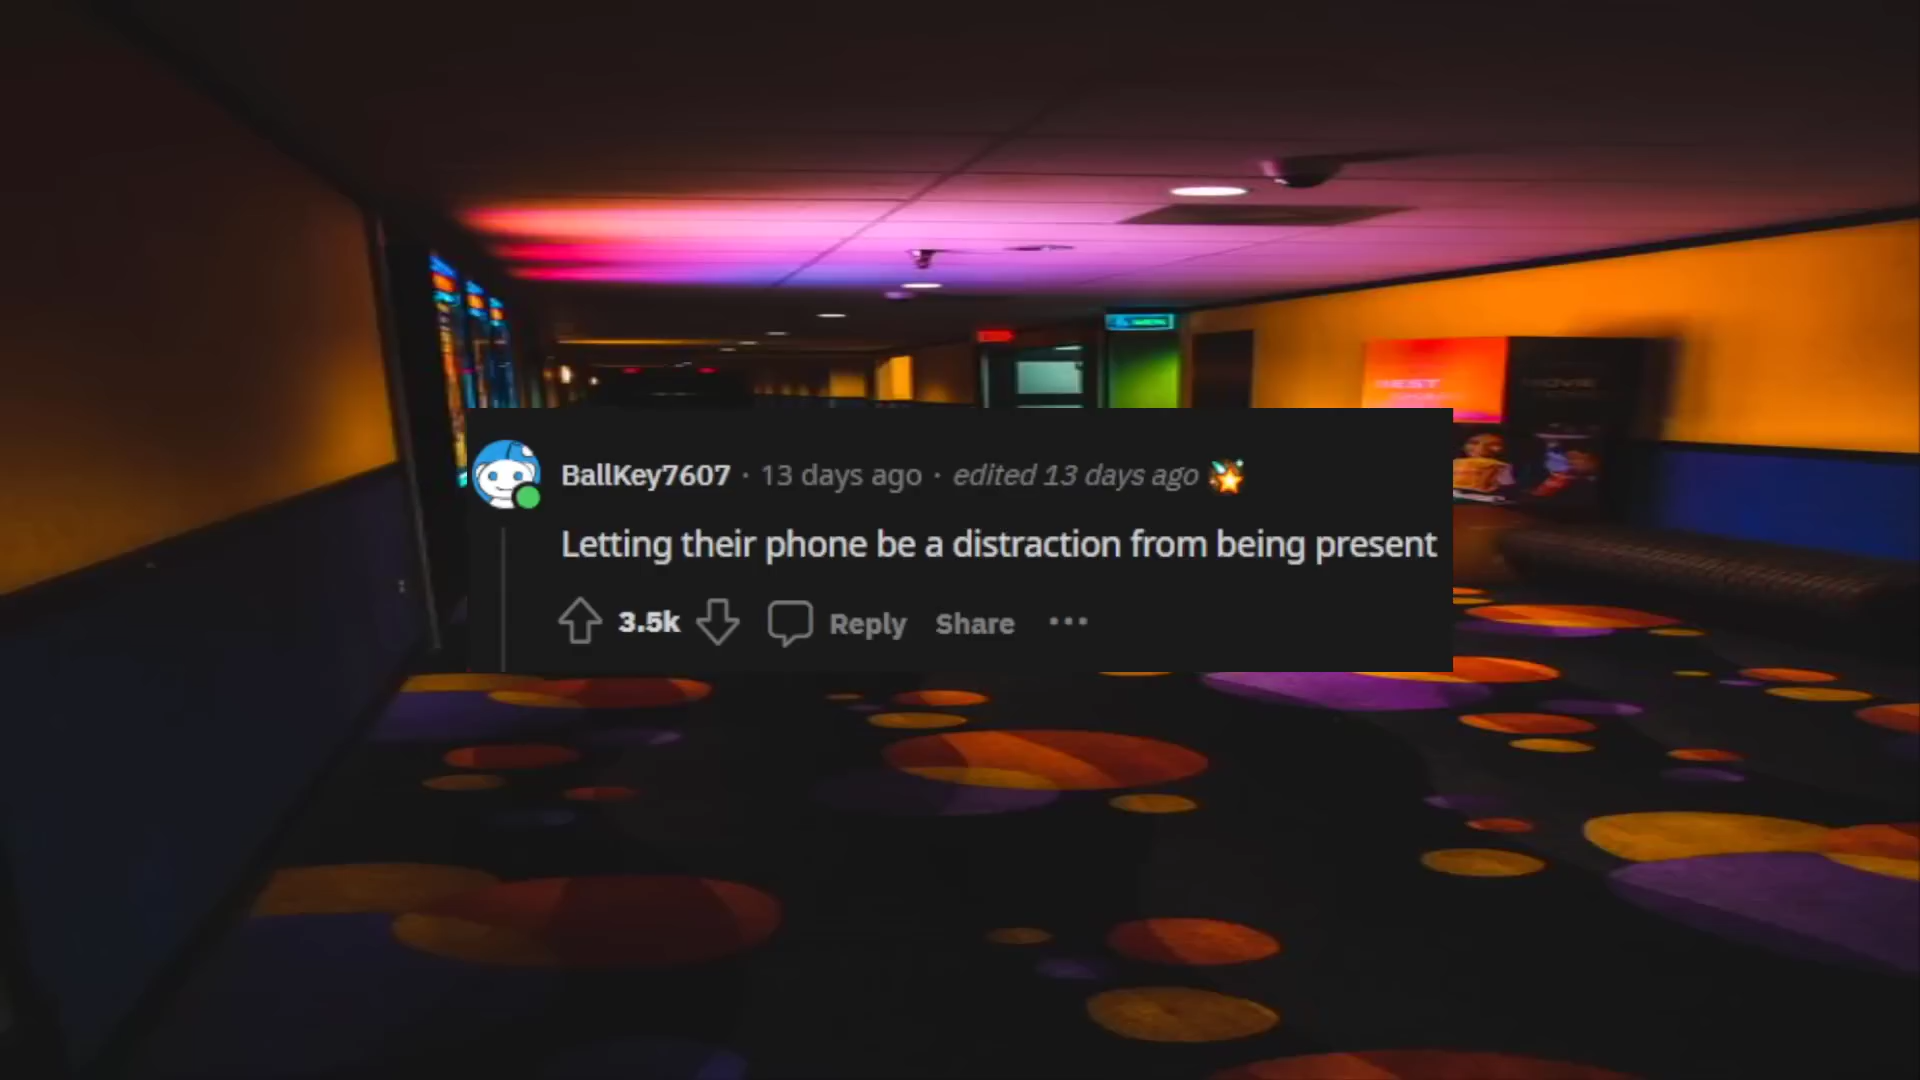 BallKey7607 · 13 days ago · edited 13 days ago
Letting their phone be a distraction from being present
3.5k Reply Share ···